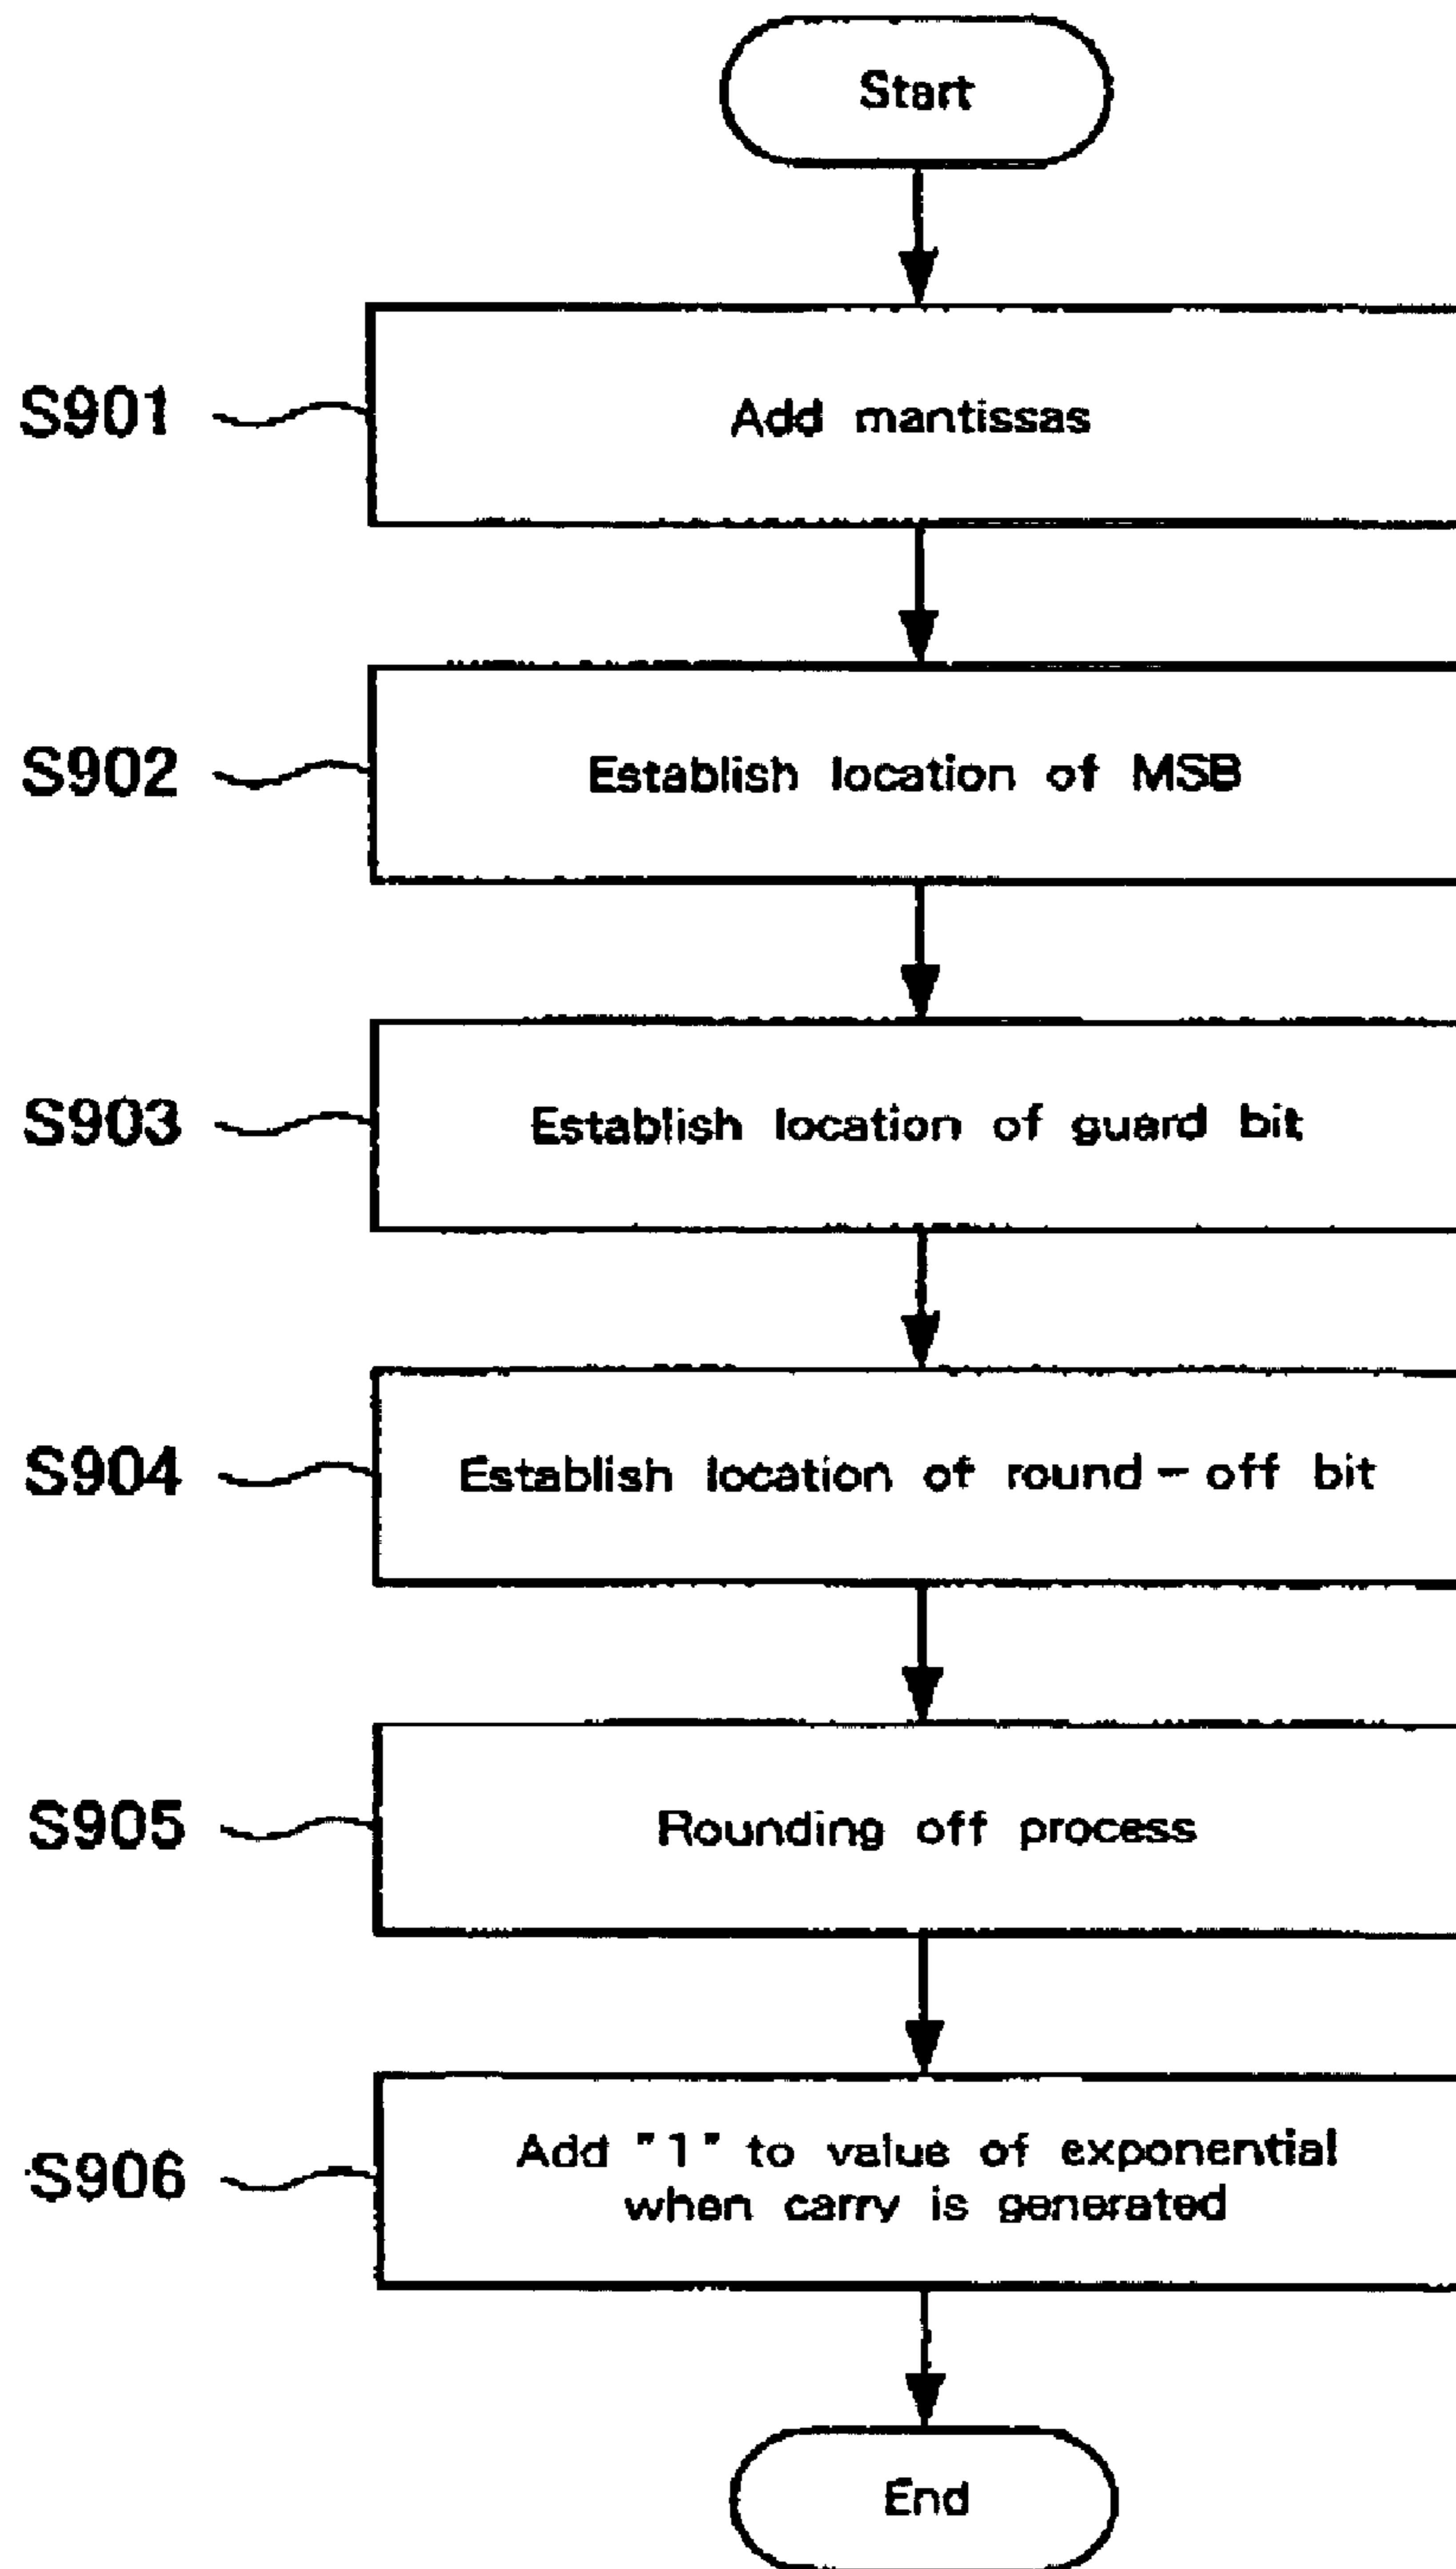 Start
S901
Add mantissas
S902
Establish location of MSB
S903
Establish location of guard bit
S904
Establish location of round-off bit
S905
Rounding off process
S906
Add "1" to value of exponential
when carry is generated
End